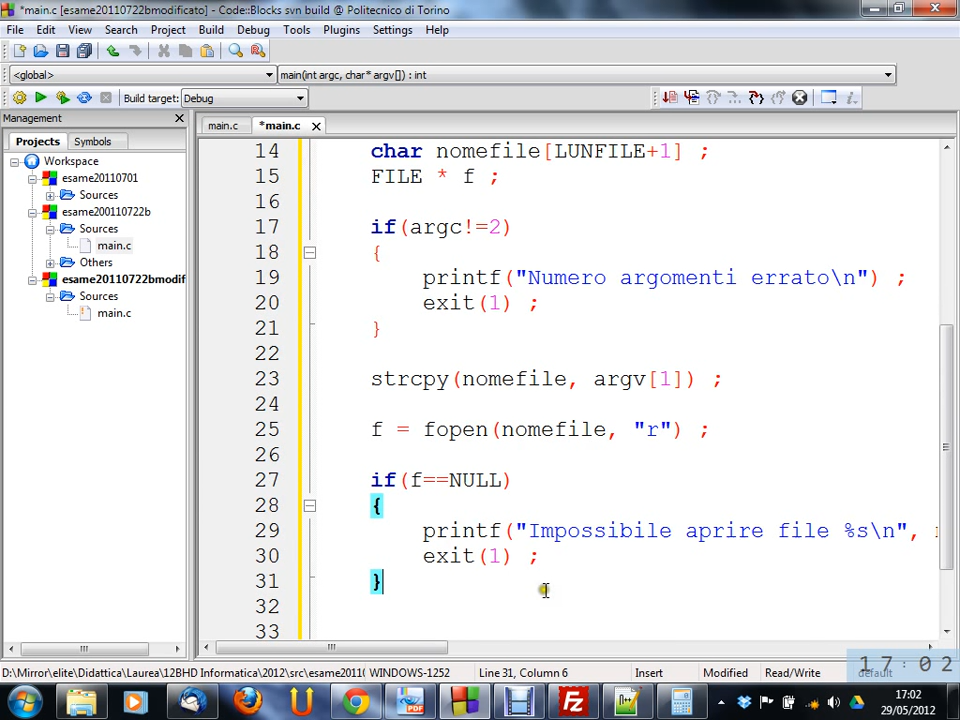 *main.c [esame20110722bmodificato] - Code::Blocks svn build @ Politecnico di Torino
File Edit View Search Project Build Debug Tools Plugins Settings Help
<global> main(int argc, char* argv[]) : int
Build target: Debug
Management
Projects Symbols
Workspace
esame20110701
Sources
esame200110722b
Sources
main.c
Others
esame20110722bmodif
Sources
main.c
main.c *main.c
14 char nomefile[LUNFILE+1] ;
15 FILE * f ;
16
17 if(argc!=2)
18 {
19 printf("Numero argomenti errato\n") ;
20 exit(1) ;
21 }
22
23 strcpy(nomefile, argv[1]) ;
24
25 f = fopen(nomefile, "r") ;
26
27 if(f==NULL)
28 {
29 printf("Impossibile aprire file %s\n",
30 exit(1) ;
31 }
32
33
D:\Mirror\elite\Didattica\Laurea\12BHD Informatica\2012\src\esame2011( WINDOWS-1252 Line 31, Column 6 Insert Modified Read/Write default
17:02
17:02
29/05/2012